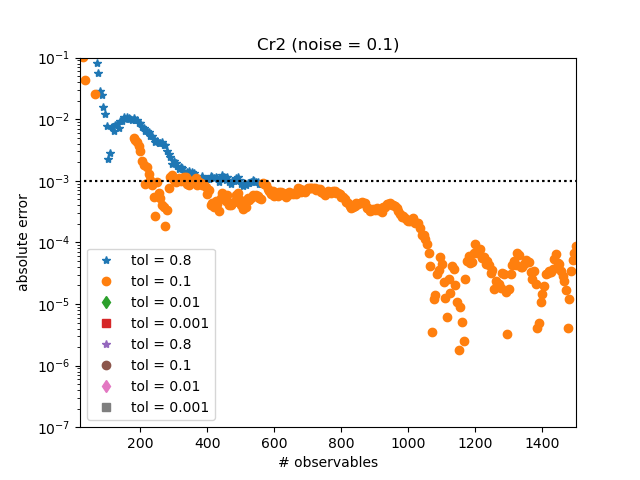 Cr2 (noise = 0.1)
absolute error
10⁻¹
10⁻²
10⁻³
10⁻⁴
10⁻⁵
10⁻⁶
10⁻⁷
tol = 0.8
tol = 0.1
tol = 0.01
tol = 0.001
tol = 0.8
tol = 0.1
tol = 0.01
tol = 0.001
200 400 600 800 1000 1200 1400
# observables